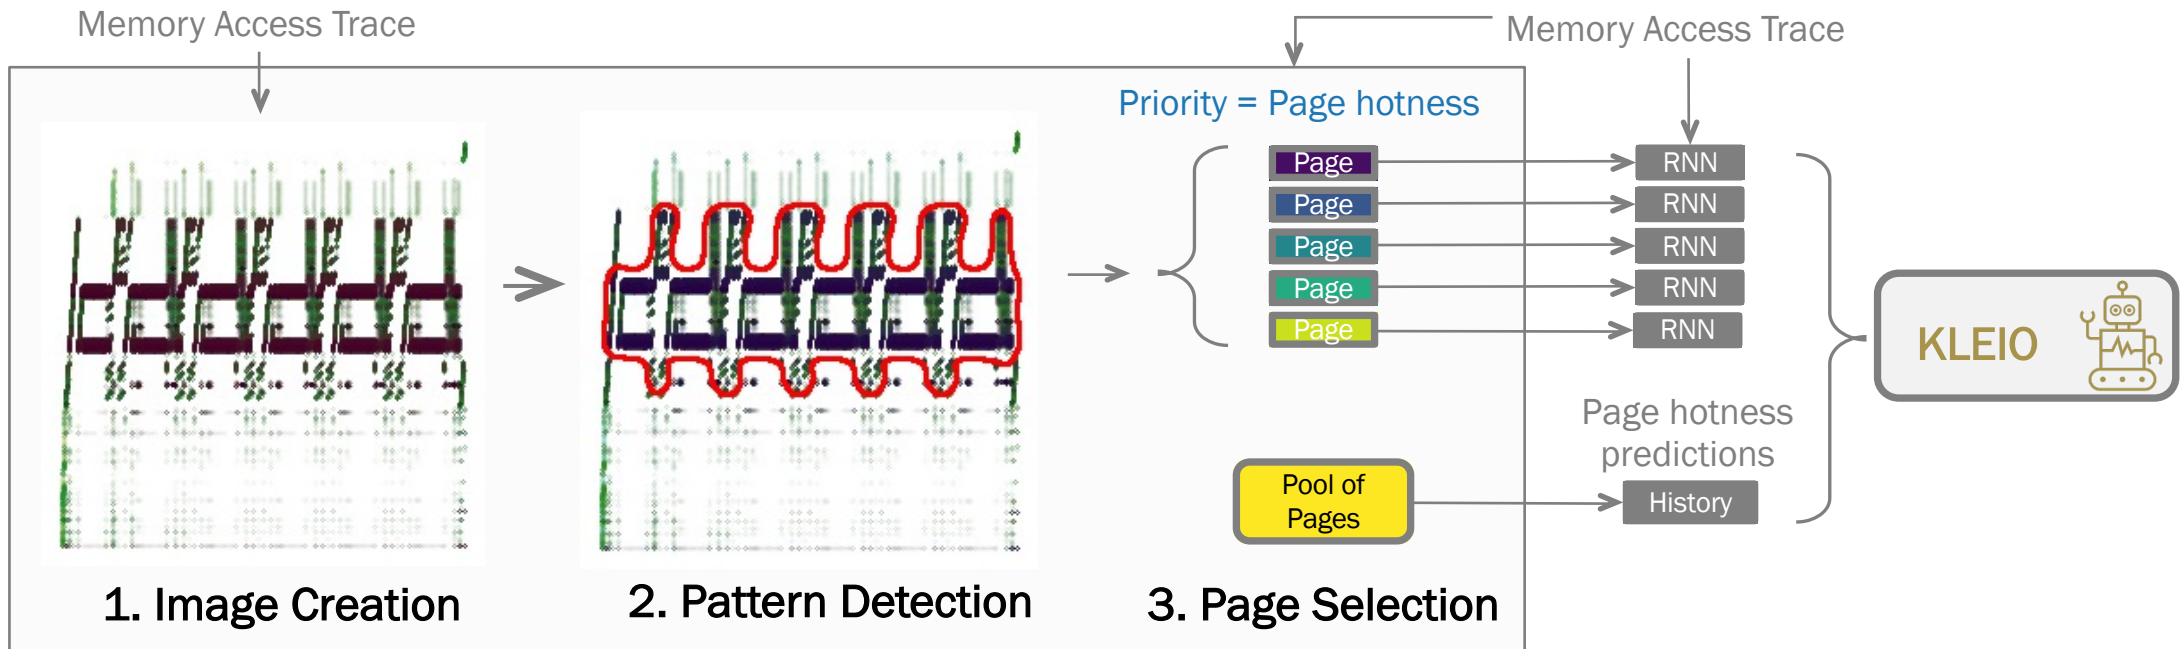 Memory Access Trace
Memory Access Trace
Priority = Page hotness
Page
RNN
Page
RNN
Page
RNN
Page
RNN
Page
RNN
KLEIO
Page hotness
predictions
Pool of
Pages
History
1. Image Creation
2. Pattern Detection
3. Page Selection